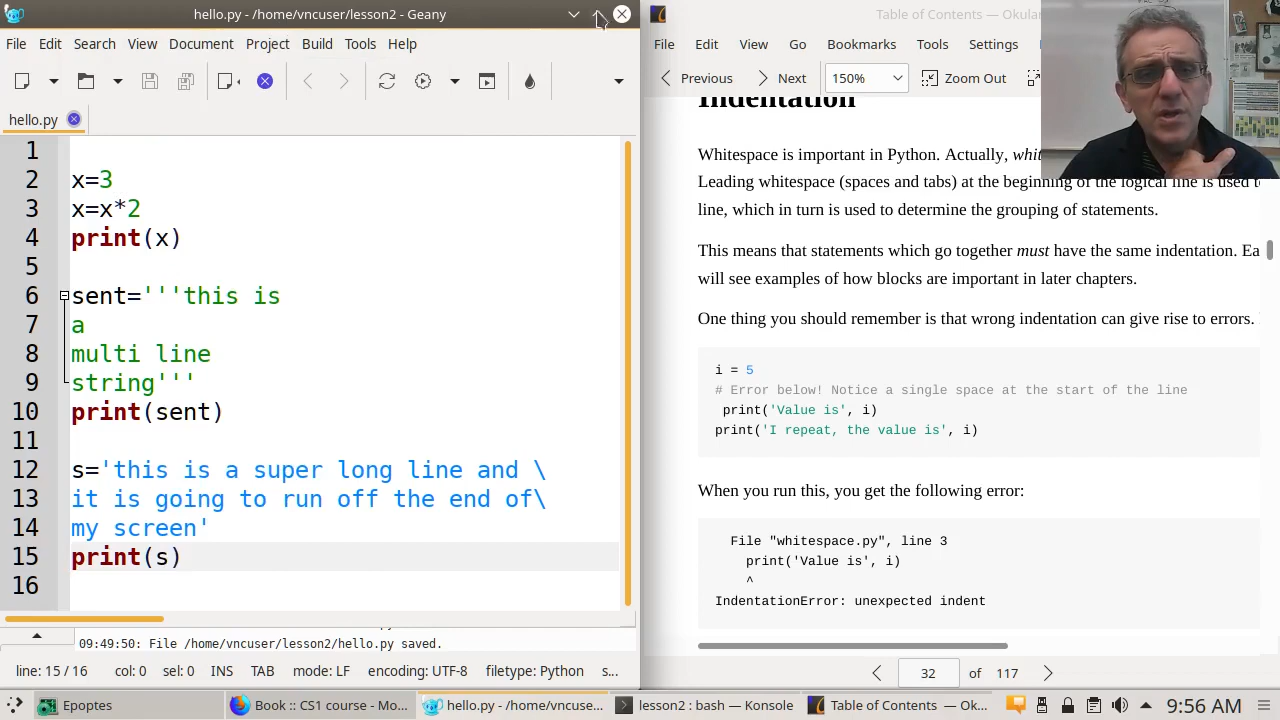 hello.py - /home/vncuser/lesson2 - Geany
File Edit Search View Document Project Build Tools Help
hello.py
1
2 x=3
3 x=x*2
4 print(x)
5
6 sent='''this is
7 a
8 multi line
9 string'''
10 print(sent)
11
12 s='this is a super long line and \
13 it is going to run off the end of\
14 my screen'
15 print(s)
16
09:49:50: File /home/vncuser/lesson2/hello.py saved.
line: 15 / 16 col: 0 sel: 0 INS TAB mode: LF encoding: UTF-8 filetype: Python s...
Table of Contents — Okular
File Edit View Go Bookmarks Tools Settings
Previous Next 150% Zoom Out
Indentation
Whitespace is important in Python. Actually,
Leading whitespace (spaces and tabs) at the beginning of the logical line is used
line, which in turn is used to determine the grouping of statements.
This means that statements which go together must have the same indentation. Ea
will see examples of how blocks are important in later chapters.
One thing you should remember is that wrong indentation can give rise to errors.
i = 5
# Error below! Notice a single space at the start of the line
print('Value is', i)
print('I repeat, the value is', i)
When you run this, you get the following error:
File "whitespace.py", line 3
print('Value is', i)
^
IndentationError: unexpected indent
32 of 117
Epoptes
Book :: CS1 course - Mo...
hello.py - /home/vncuse...
lesson2 : bash — Konsole
Table of Contents — Ok...
9:56 AM